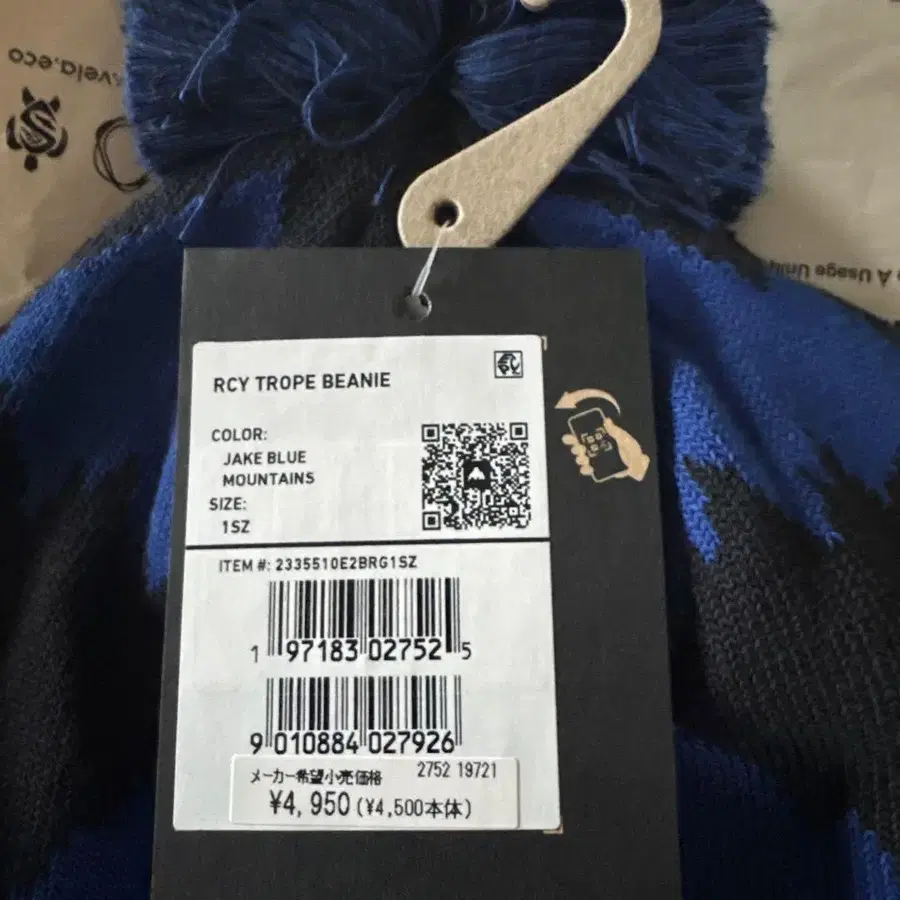 vela.eco
A Usage Uniq
RCY TROPE BEANIE
COLOR:
JAKE BLUE
MOUNTAINS
SIZE:
1SZ
ITEM #: 2335510E2BRG1SZ
1 97183 02752 5
9 010884 027926
メーカー希望小売価格 2752 19721
¥4,950 (¥4,500本体)